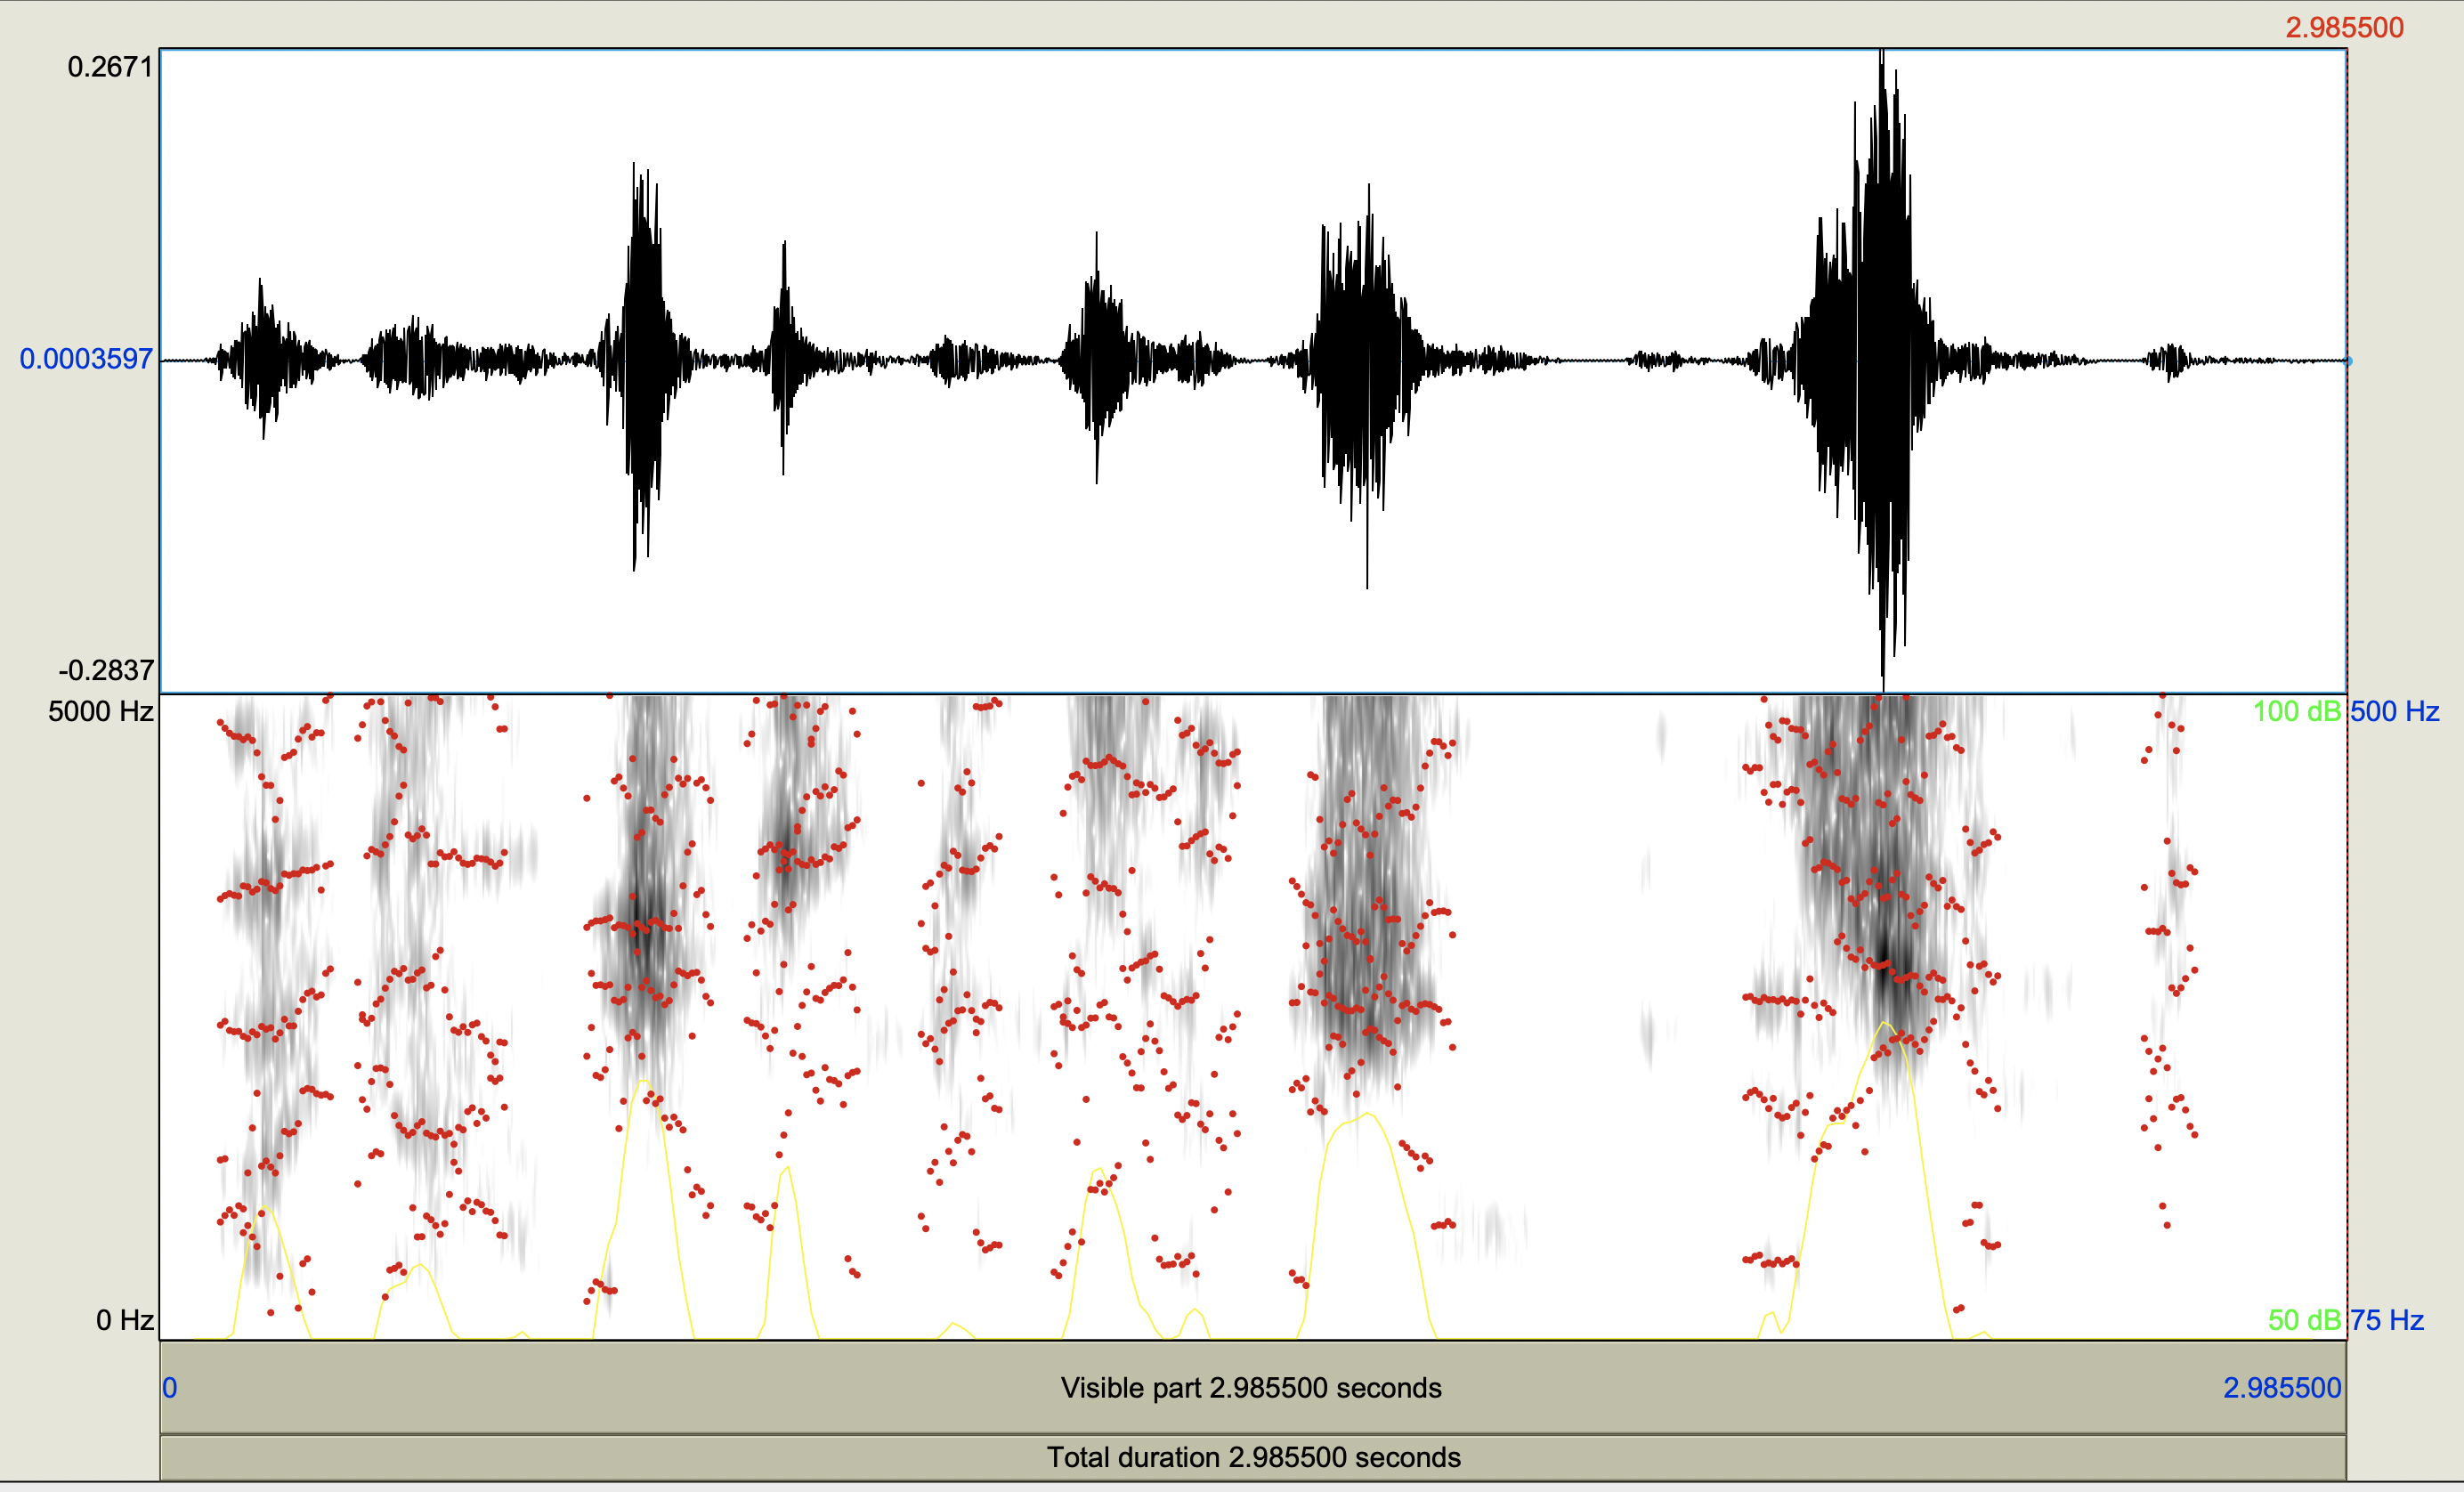 2.985500
0.2671
0.0003597
-0.2837
5000 Hz
100 dB 500 Hz
0 Hz
50 dB 75 Hz
0 Visible part 2.985500 seconds 2.985500
Total duration 2.985500 seconds